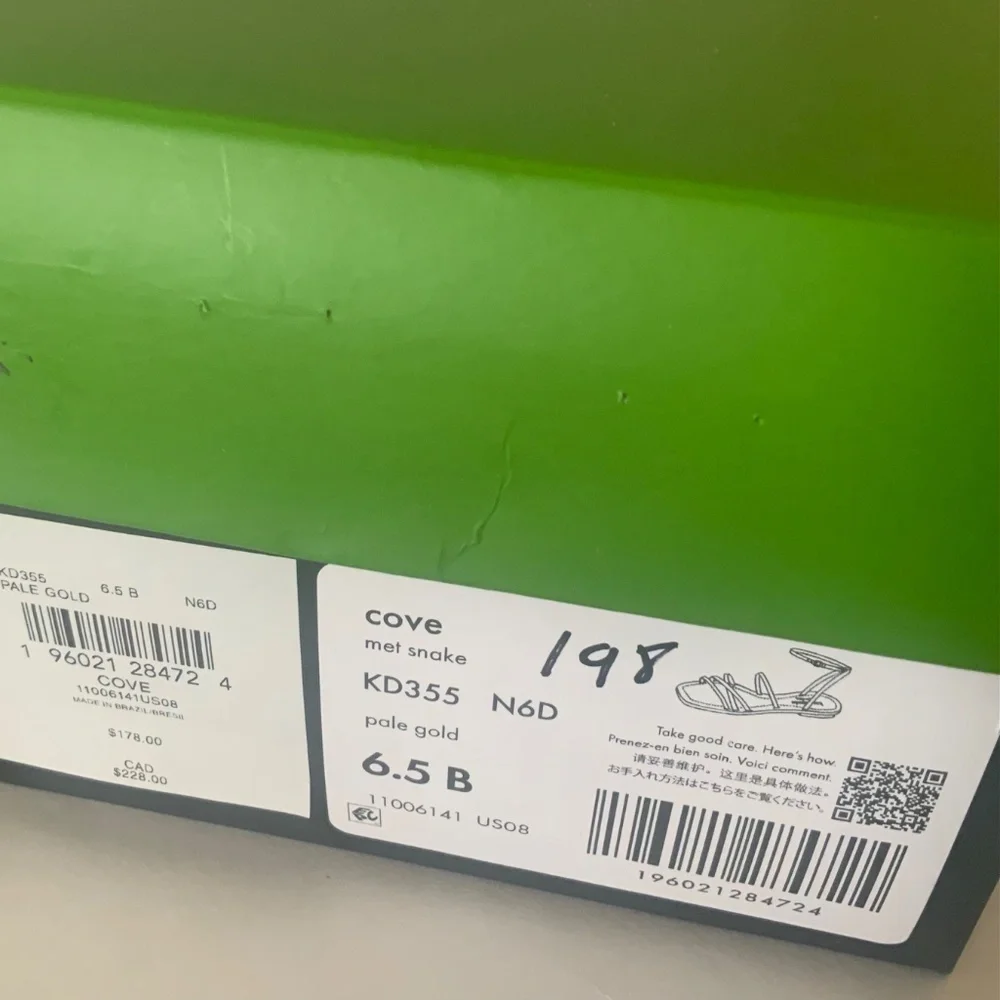 KD355 6.5 B N6D
PALE GOLD
1 96021 28472 4
COVE
11006141US08
MADE IN BRAZIL/BRESIL
$178.00
CAD
$228.00
cove
met snake
198
KD355 N6D
pale gold
6.5 B
11006141 US08
Take good care. Here's how.
Prenez-en bien soin. Voici comment.
请妥善维护。这里是具体做法。
お手入れ方法はこちらをご覧ください。
196021284724